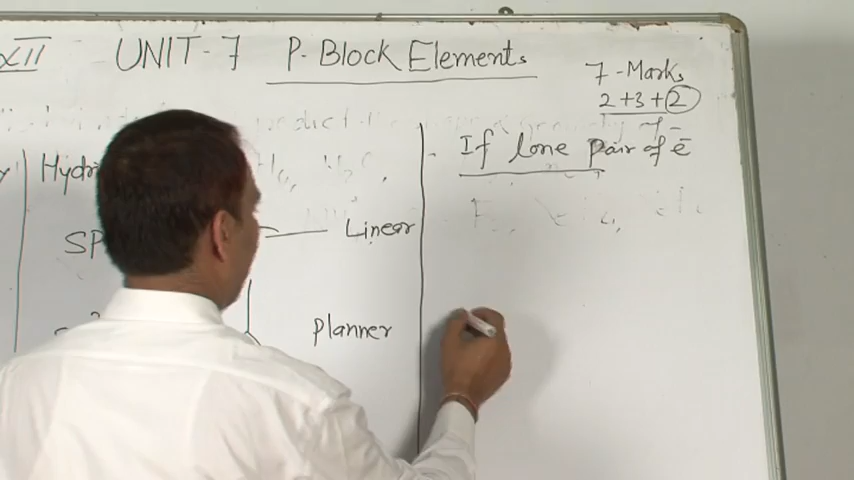 XII UNIT-7 P-Block Elements
7-Marks
2+3+2
Hydri
If lone pair of ē
SP
Linear
Planner